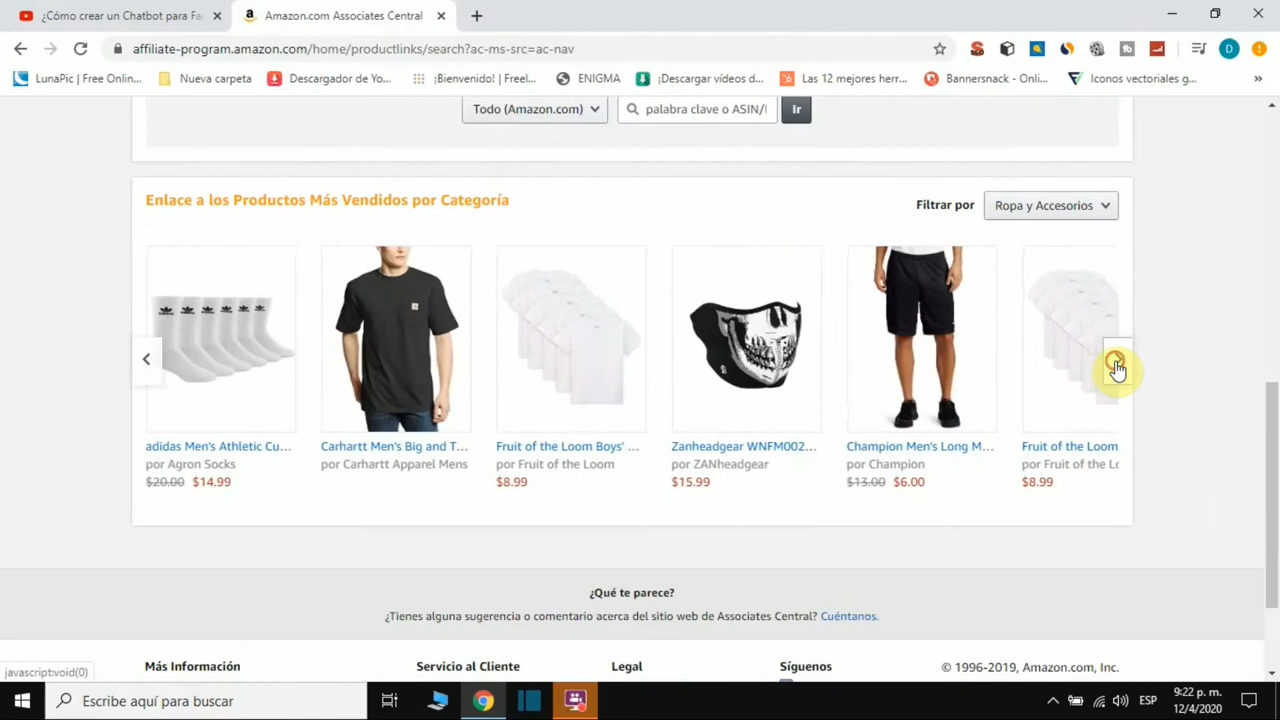 ¿Cómo crear un Chatbot para Fa
Amazon.com Associates Central
affiliate-program.amazon.com/home/productlinks/search?ac-ms-src=ac-nav
D
LunaPic | Free Onlin...
Nueva carpeta
Descargador de Yo...
¡Bienvenido! | Freel...
ENIGMA
¡Descargar vídeos d...
Las 12 mejores herr...
Bannersnack - Onli...
Iconos vectoriales g...
»
Todo (Amazon.com)
palabra clave o ASIN/I
Ir
Enlace a los Productos Más Vendidos por Categoría
Filtrar por
Ropa y Accesorios
adidas Men's Athletic Cu...
por Agron Socks
$20.00 $14.99
Carhartt Men's Big and T...
por Carhartt Apparel Mens
Fruit of the Loom Boys' ...
por Fruit of the Loom
$8.99
Zanheadgear WNFM002...
por ZANheadgear
$15.99
Champion Men's Long M...
por Champion
$13.00 $6.00
Fruit of the Loom
por Fruit of the Lo
$8.99
¿Qué te parece?
¿Tienes alguna sugerencia o comentario acerca del sitio web de Associates Central? Cuéntanos.
javascript:void(0)
Más Información
Servicio al Cliente
Legal
Síguenos
© 1996-2019, Amazon.com, Inc.
Escribe aquí para buscar
ESP
9:22 p. m.
12/4/2020